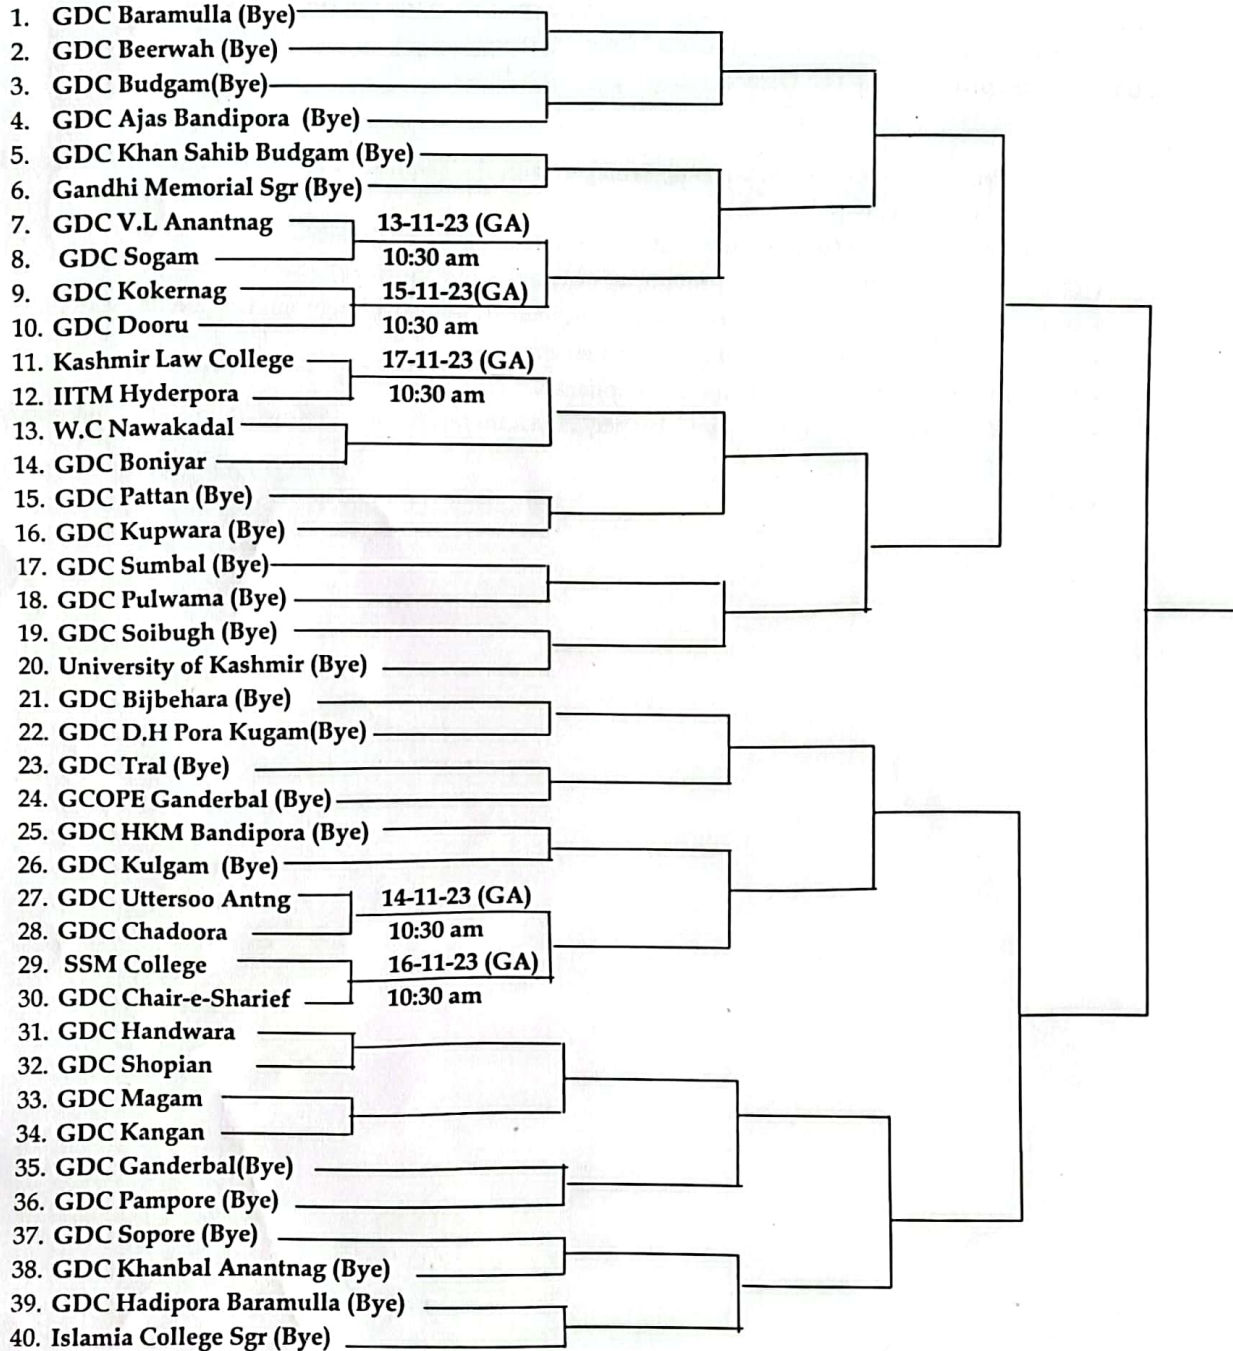 1. GDC Baramulla (Bye)
2. GDC Beerwah (Bye)
3. GDC Budgam(Bye)
4. GDC Ajas Bandipora (Bye)
5. GDC Khan Sahib Budgam (Bye)
6. Gandhi Memorial Sgr (Bye)
7. GDC V.L Anantnag 13-11-23 (GA)
8. GDC Sogam 10:30 am
9. GDC Kokernag 15-11-23(GA)
10. GDC Dooru 10:30 am
11. Kashmir Law College 17-11-23 (GA)
12. IITM Hyderpora 10:30 am
13. W.C Nawakadal
14. GDC Boniyar
15. GDC Pattan (Bye)
16. GDC Kupwara (Bye)
17. GDC Sumbal (Bye)
18. GDC Pulwama (Bye)
19. GDC Soibugh (Bye)
20. University of Kashmir (Bye)
21. GDC Bijbehara (Bye)
22. GDC D.H Pora Kugam(Bye)
23. GDC Tral (Bye)
24. GCOPE Ganderbal (Bye)
25. GDC HKM Bandipora (Bye)
26. GDC Kulgam (Bye)
27. GDC Uttersoo Antng 14-11-23 (GA)
28. GDC Chadoora 10:30 am
29. SSM College 16-11-23 (GA)
30. GDC Chair-e-Sharief 10:30 am
31. GDC Handwara
32. GDC Shopian
33. GDC Magam
34. GDC Kangan
35. GDC Ganderbal(Bye)
36. GDC Pampore (Bye)
37. GDC Sopore (Bye)
38. GDC Khanbal Anantnag (Bye)
39. GDC Hadipora Baramulla (Bye)
40. Islamia College Sgr (Bye)